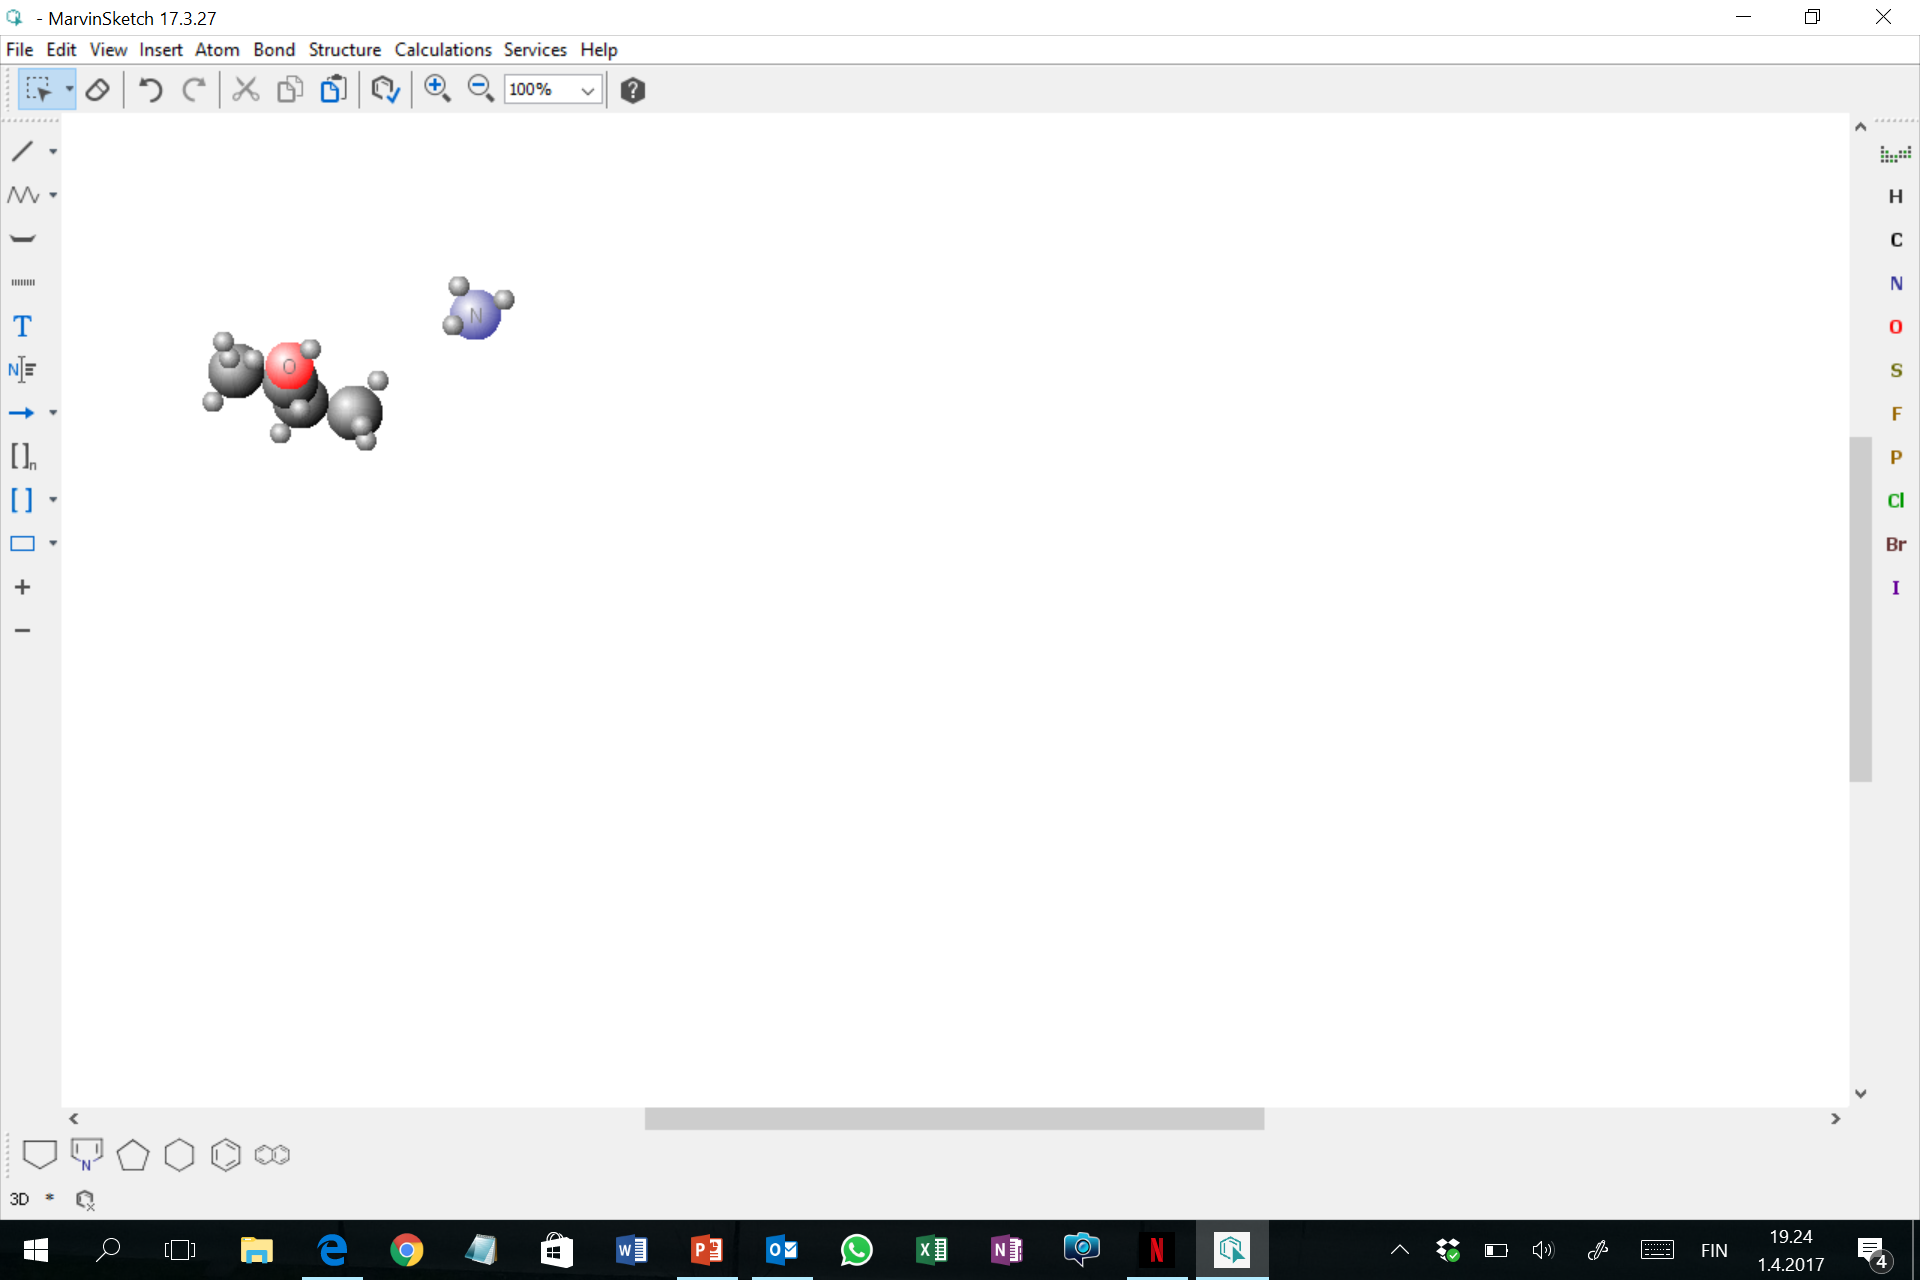 - MarvinSketch 17.3.27
File Edit View Insert Atom Bond Structure Calculations Services Help
100%
H
C
N
O
S
F
P
Cl
Br
I
T
N
[ ]n
[ ]
N
O
N
3D *
FIN
19.24
1.4.2017
4